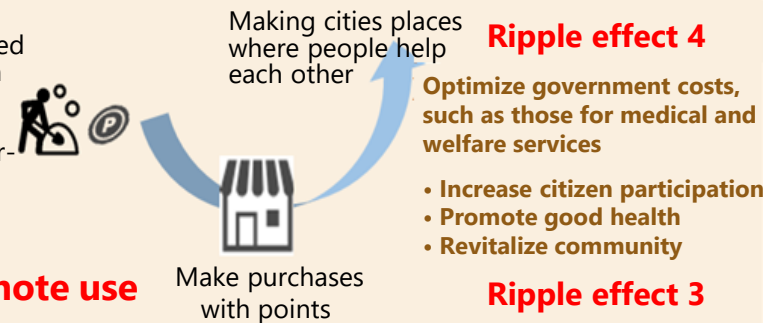 Making cities places
where people help
each other
Ripple effect 4
Optimize government costs,
such as those for medical and
welfare services
• Increase citizen participation
• Promote good health
• Revitalize community
Ripple effect 3
P
Make purchases
with points
use